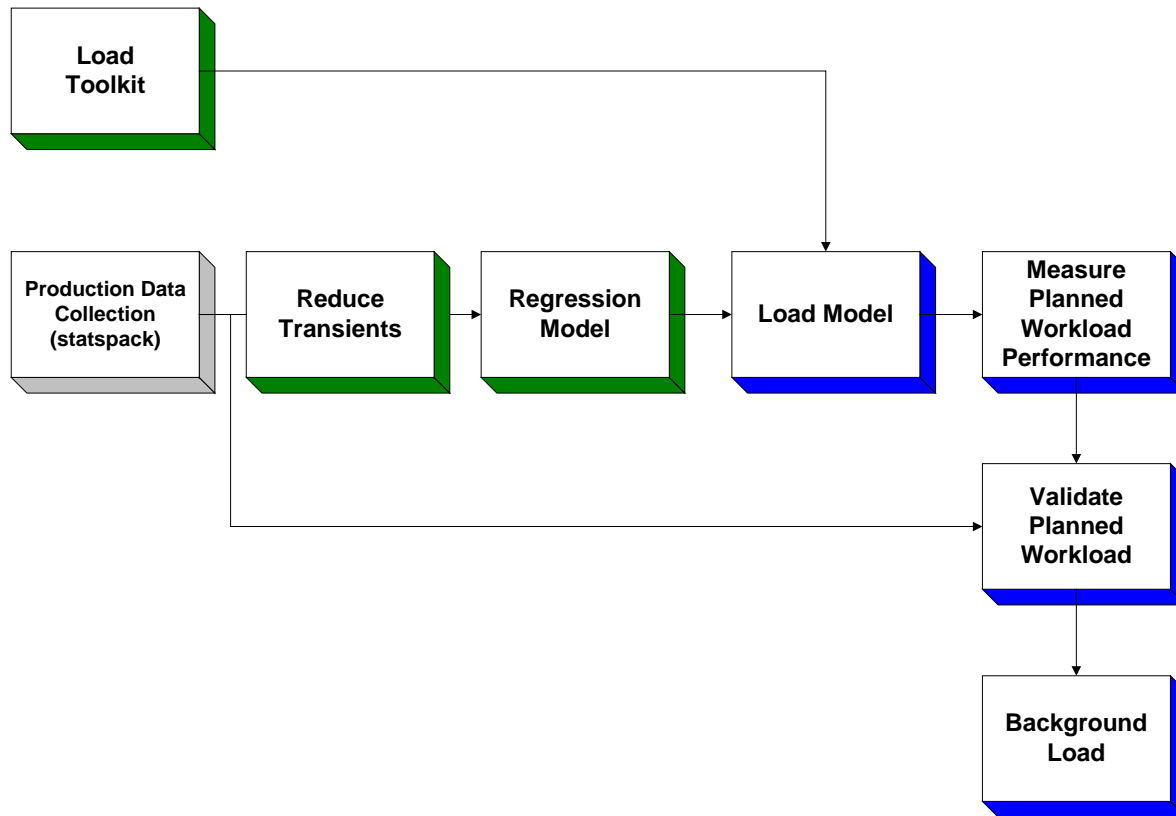 Load
Toolkit
Production Data
Collection
(statspack)
Reduce
Transients
Regression
Model
Load Model
Measure
Planned
Workload
Performance
Validate
Planned
Workload
Background
Load